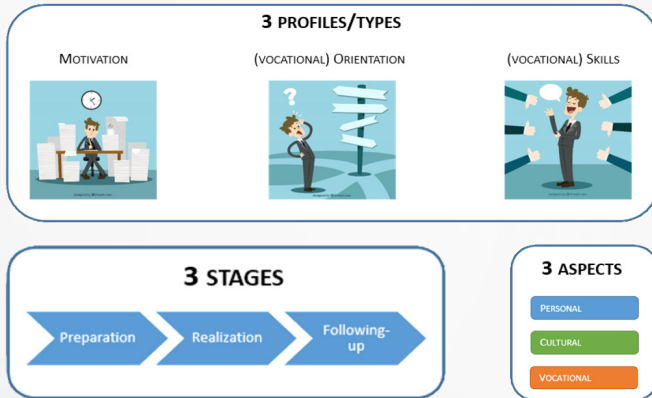 3 PROFILES/TYPES
MOTIVATION
(VOCATIONAL) ORIENTATION
(VOCATIONAL) SKILLS
?
3 STAGES
Preparation
Realization
Following-
up
3 ASPECTS
PERSONAL
CULTURAL
VOCATIONAL